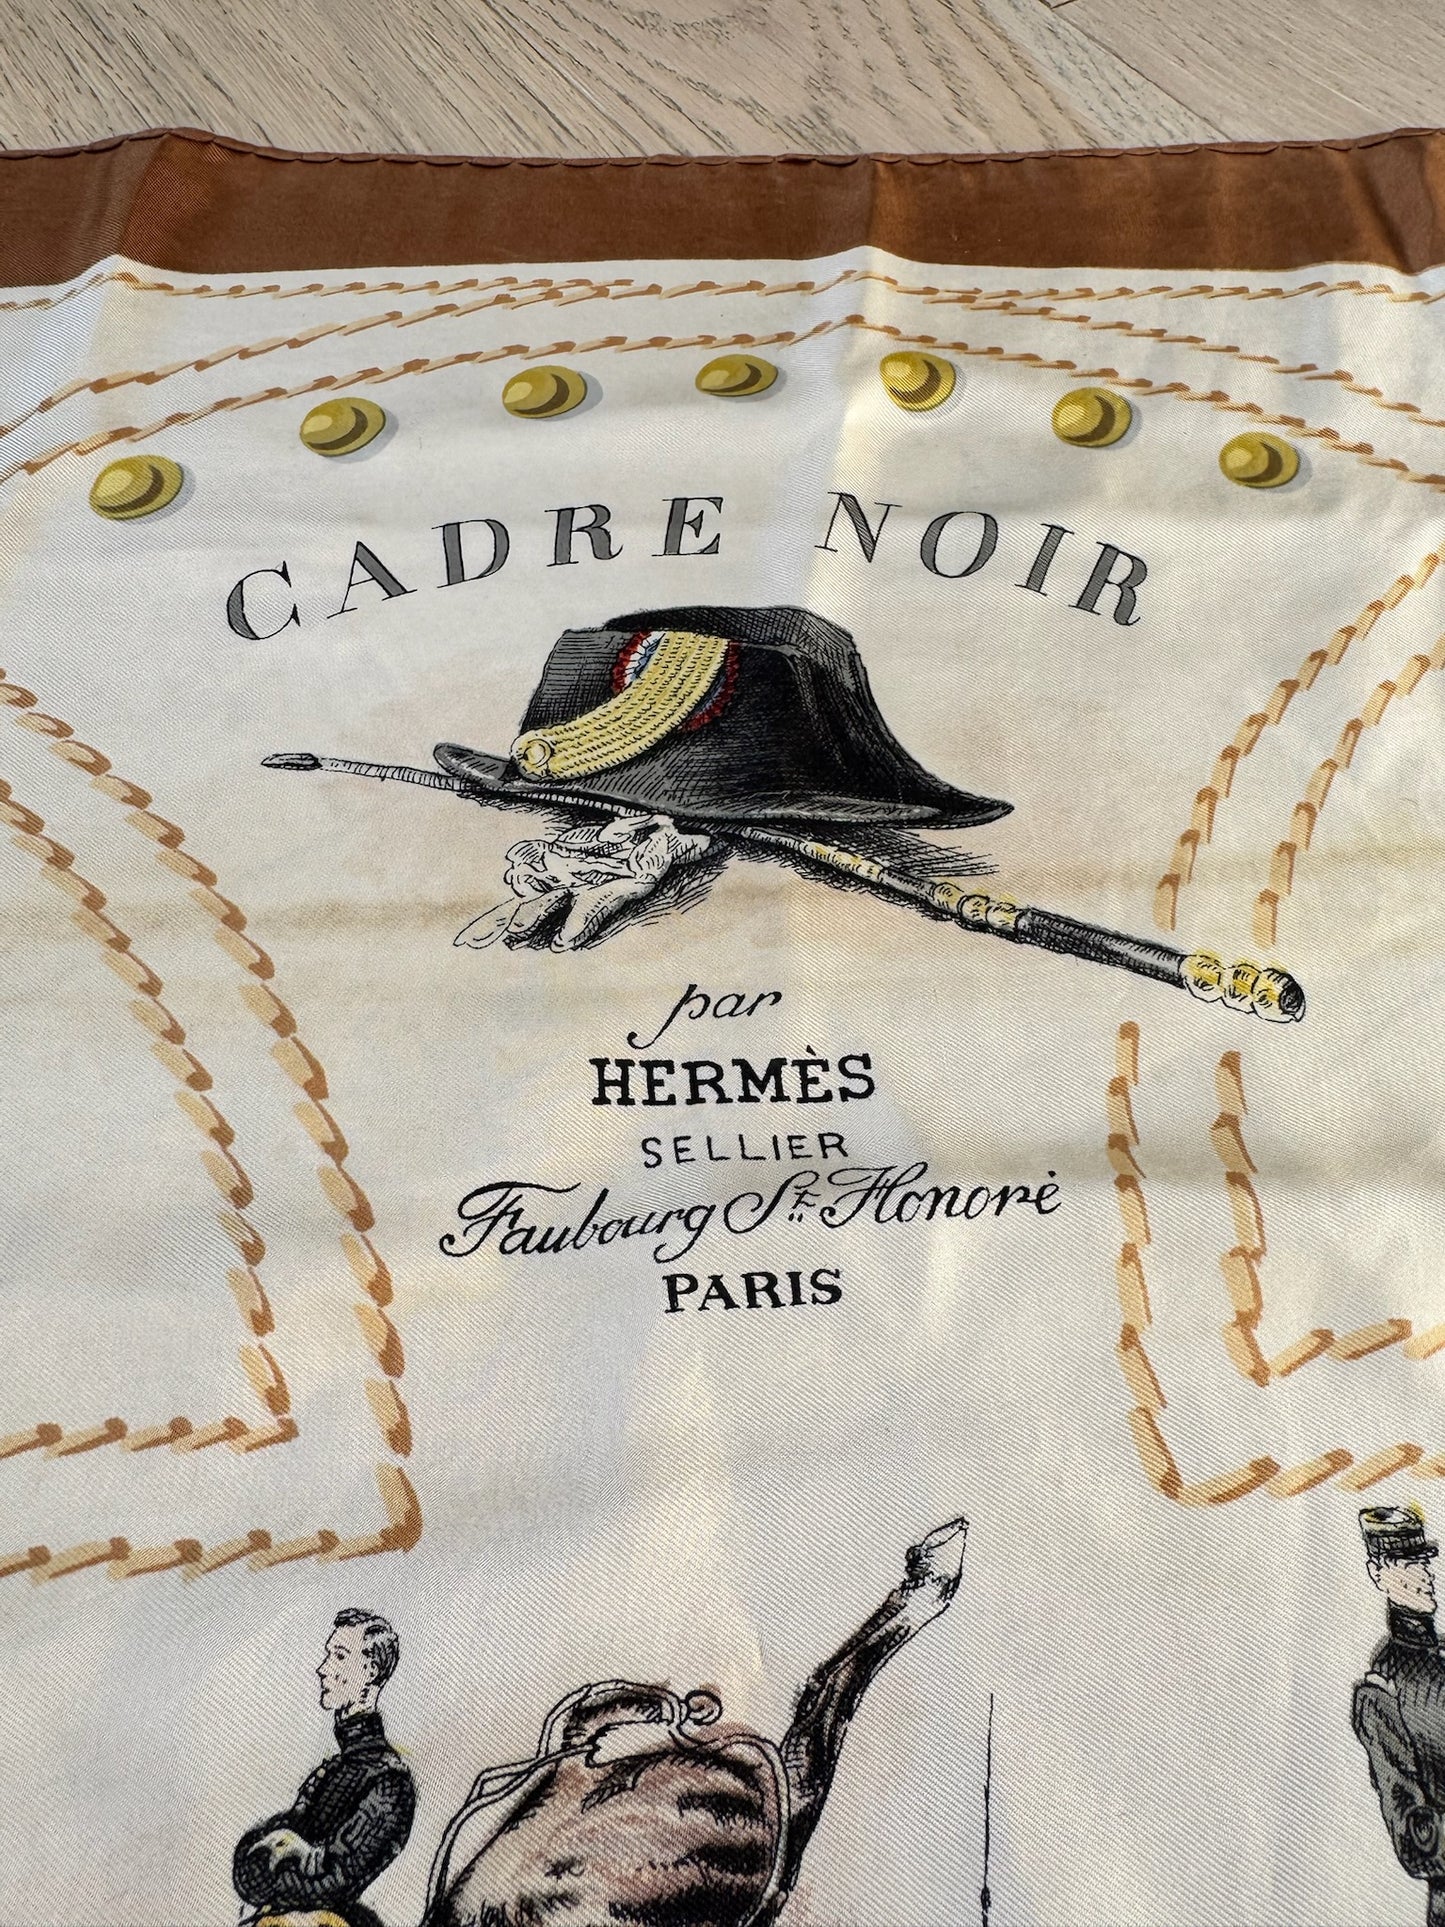 CADRE NOIR
par
HERMÈS
SELLIER
Faubourg St. Honoré
PARIS